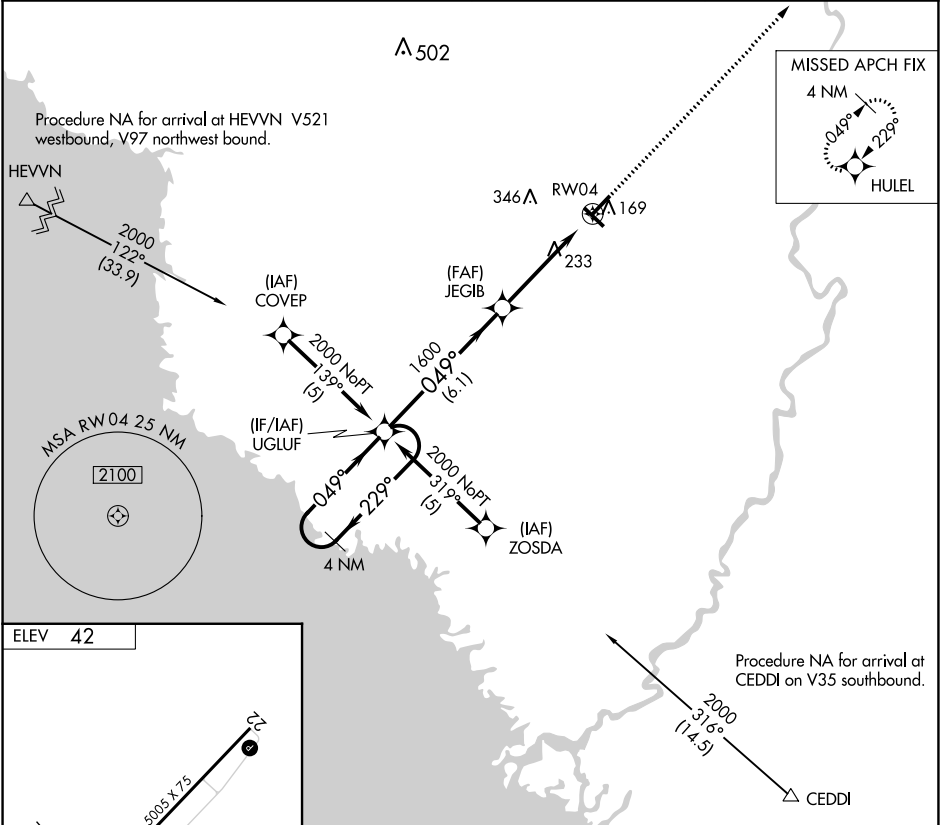 502
MISSED APCH FIX
4 NM
049°
229°
HULEL
Procedure NA for arrival at HEVVN V521
westbound, V97 northwest bound.
HEVVN
2000
122°
(33.9)
346
RW04
169
233
(FAF)
JEGIB
(IAF)
COVEP
2000 NoPT
139°
(5)
1600
049°
(6.1)
(IF/IAF)
UGLUF
MSA RW04 25 NM
2100
049°
229°
4 NM
2000 NoPT
319°
(5)
(IAF)
ZOSDA
ELEV 42
22
P
5005 X 75
Procedure NA for arrival at
CEDDI on V35 southbound.
2000
316°
(14.5)
CEDDI